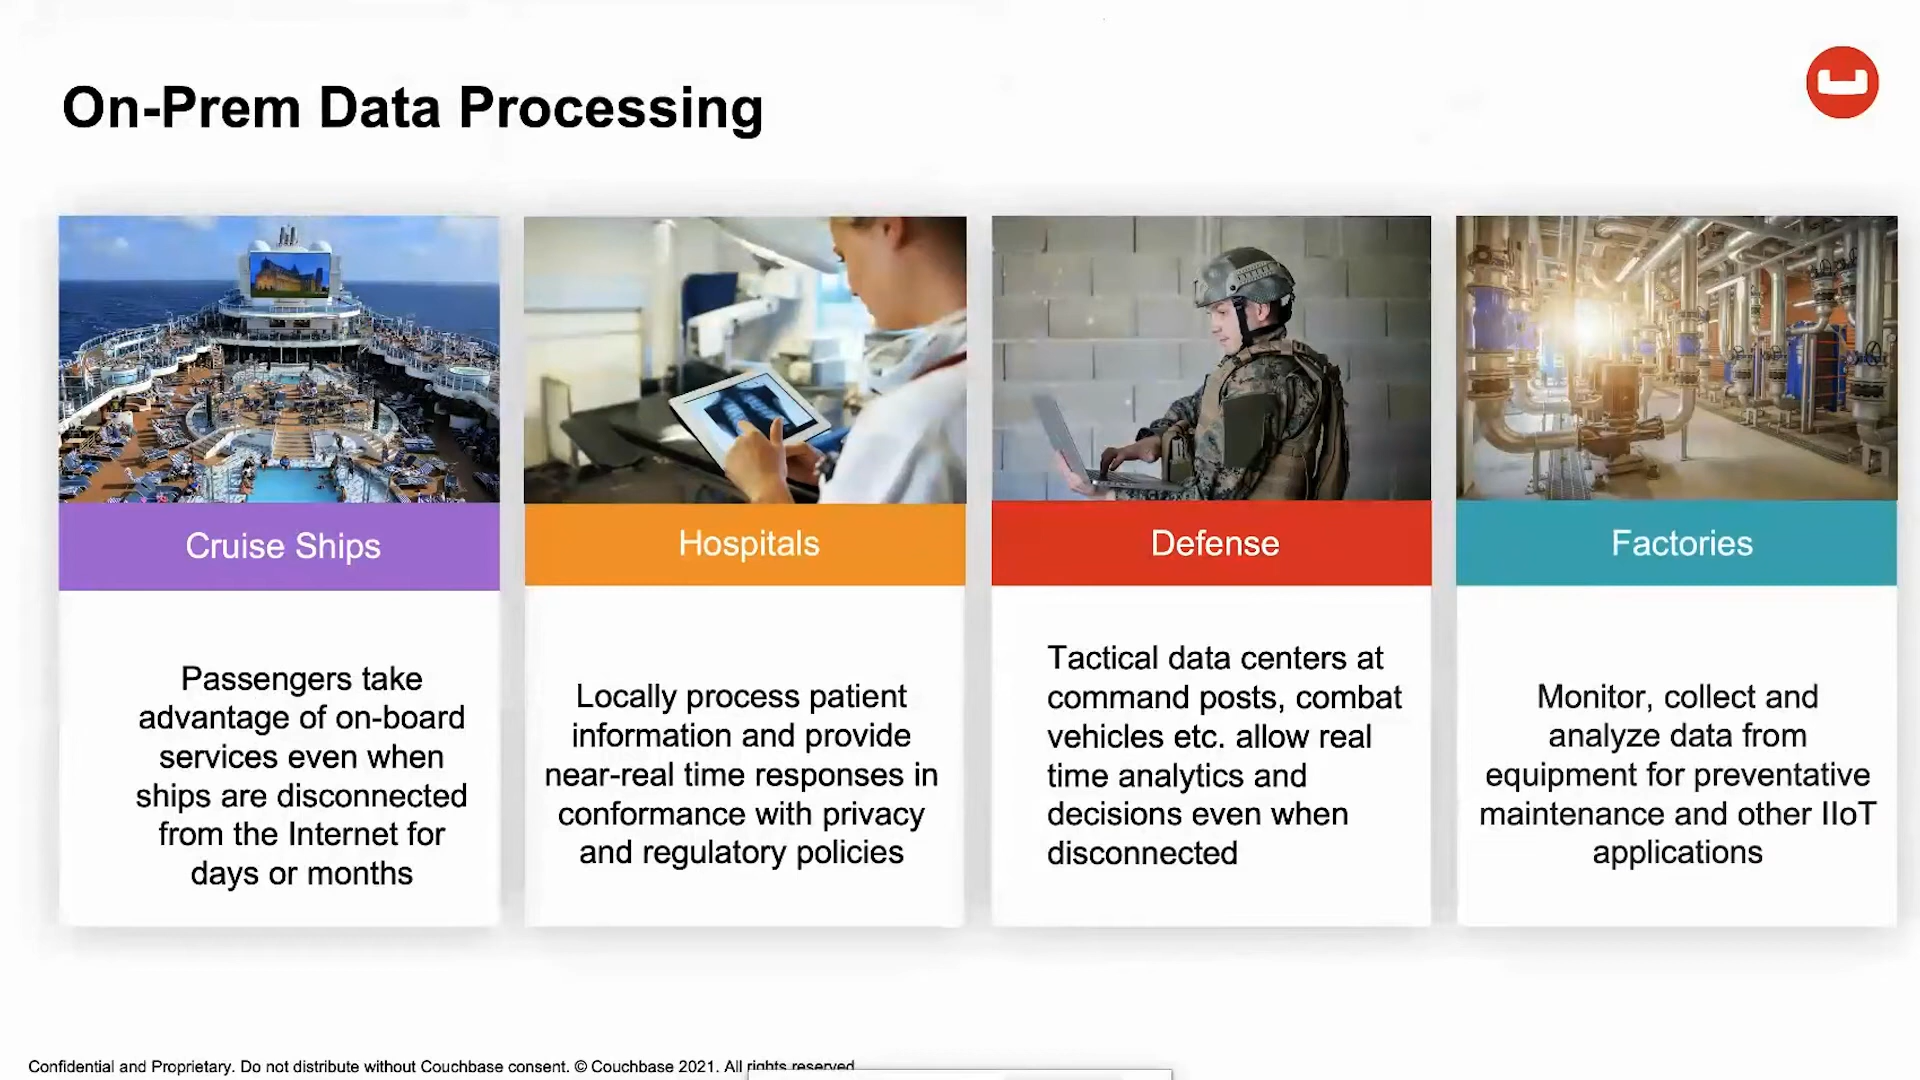 On-Prem Data Processing
Cruise Ships
Passengers take
advantage of on-board
services even when
ships are disconnected
from the Internet for
days or months
Hospitals
Locally process patient
information and provide
near-real time responses in
conformance with privacy
and regulatory policies
Defense
Tactical data centers at
command posts, combat
vehicles etc. allow real
time analytics and
decisions even when
disconnected
Factories
Monitor, collect and
analyze data from
equipment for preventative
maintenance and other IIoT
applications
Confidential and Proprietary. Do not distribute without Couchbase consent. © Couchbase 2021. All rights reserved.